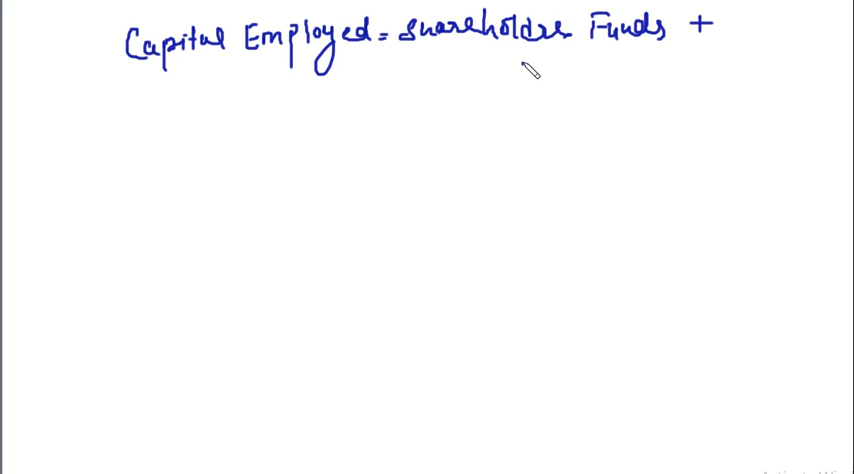 Capital Employed = Shareholders Funds +